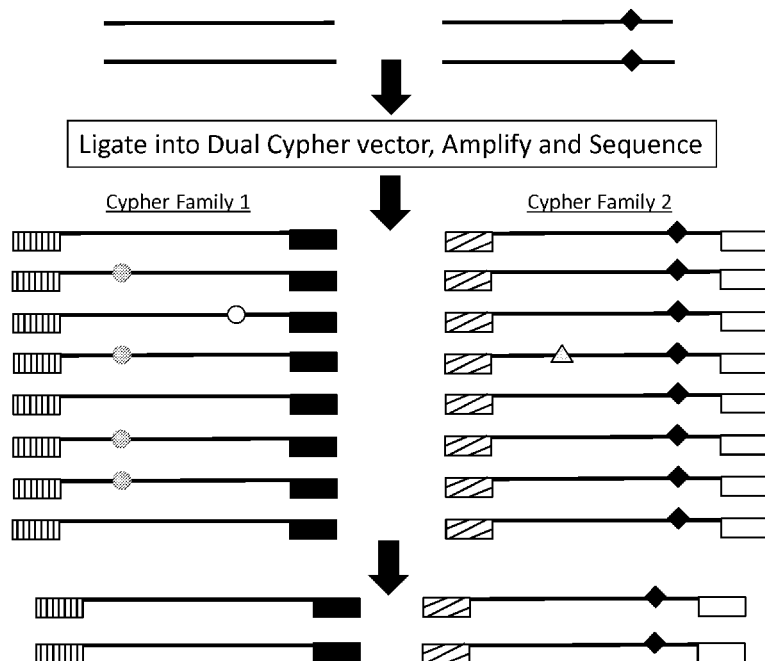 Ligate into Dual Cypher vector, Amplify and Sequence
Cypher Family 1
Cypher Family 2